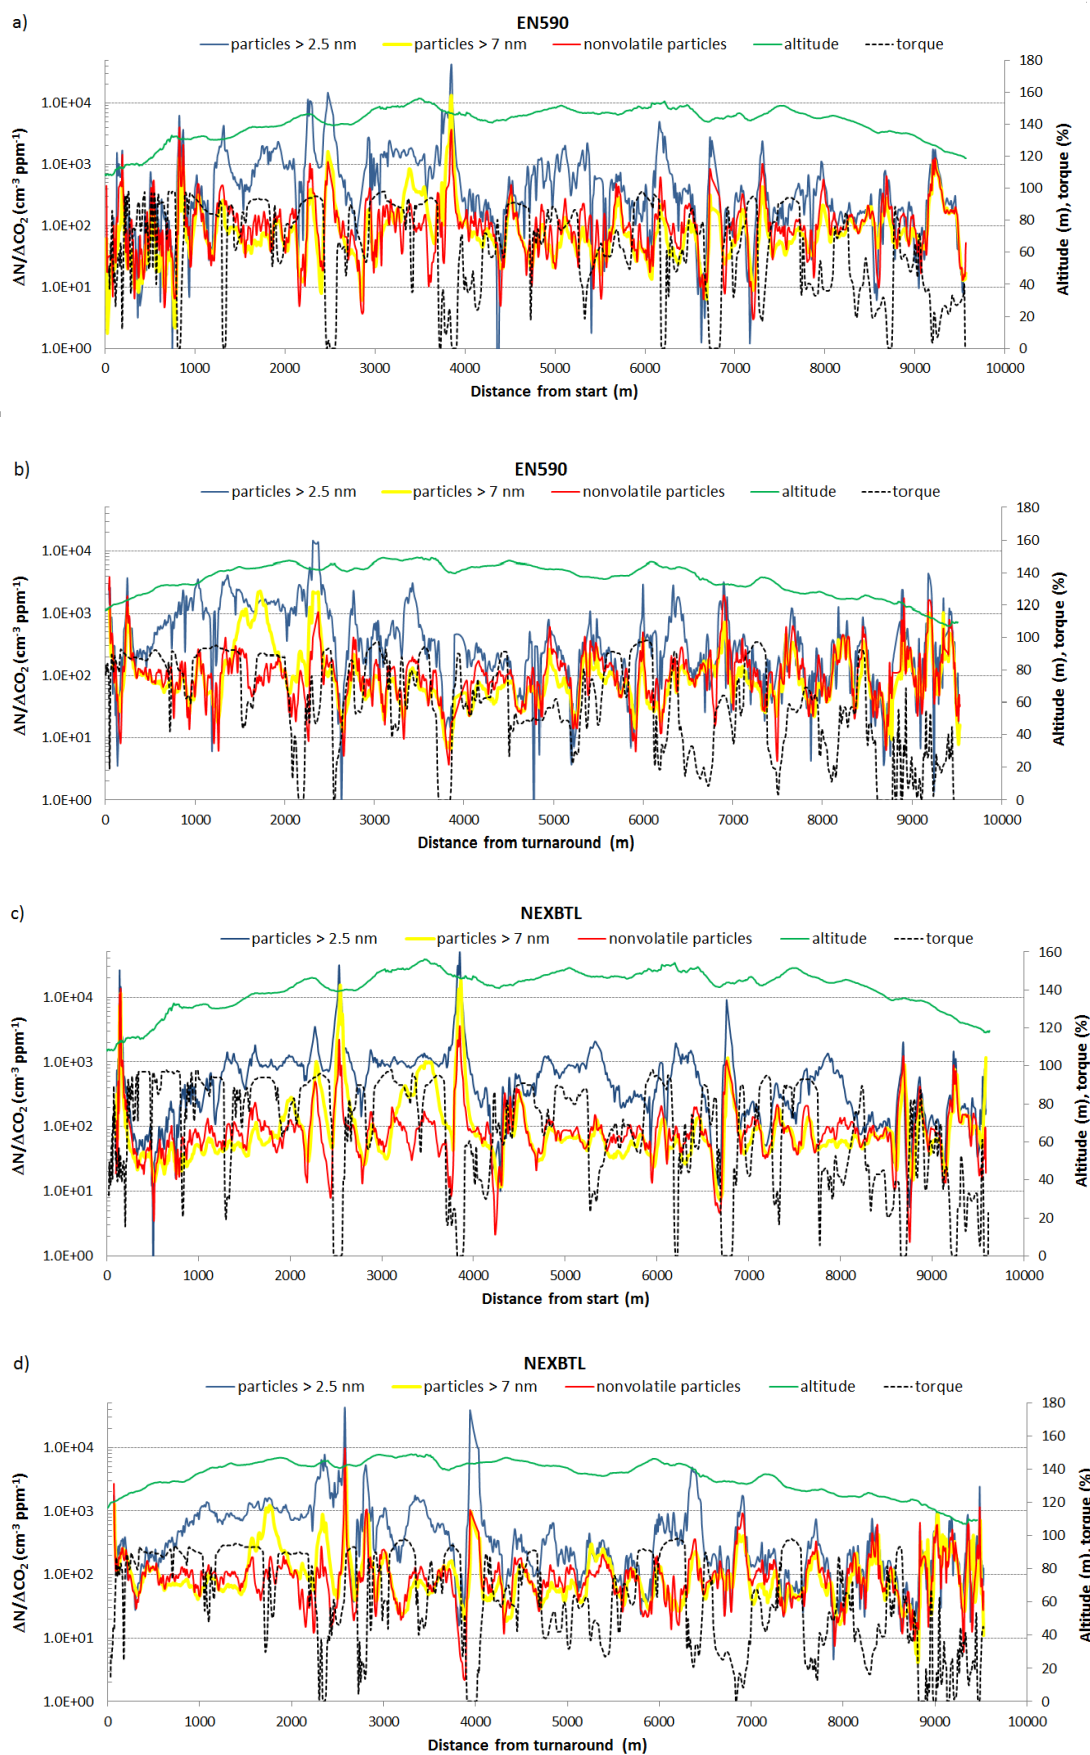 a)
EN590
particles > 2.5 nm particles > 7 nm nonvolatile particles altitude torque
ΔN/ΔCO2 (cm-3 ppm-1)
1.0E+04
1.0E+03
1.0E+02
1.0E+01
1.0E+00
180
160
140
120
100
80
60
40
20
0
Altitude (m), torque (%)
0 1000 2000 3000 4000 5000 6000 7000 8000 9000 10000
Distance from start (m)
b)
EN590
particles > 2.5 nm particles > 7 nm nonvolatile particles altitude torque
ΔN/ΔCO2 (cm-3 ppm-1)
1.0E+04
1.0E+03
1.0E+02
1.0E+01
1.0E+00
180
160
140
120
100
80
60
40
20
0
Altitude (m), torque (%)
0 1000 2000 3000 4000 5000 6000 7000 8000 9000 10000
Distance from turnaround (m)
c)
NEXBTL
particles > 2.5 nm particles > 7 nm nonvolatile particles altitude torque
ΔN/ΔCO2 (cm-3 ppm-1)
1.0E+04
1.0E+03
1.0E+02
1.0E+01
1.0E+00
160
140
120
100
80
60
40
20
0
Altitude (m), torque (%)
0 1000 2000 3000 4000 5000 6000 7000 8000 9000 10000
Distance from start (m)
d)
NEXBTL
particles > 2.5 nm particles > 7 nm nonvolatile particles altitude torque
ΔN/ΔCO2 (cm-3 ppm-1)
1.0E+04
1.0E+03
1.0E+02
1.0E+01
1.0E+00
180
160
140
120
100
80
60
40
20
0
Altitude (m), torque (%)
0 1000 2000 3000 4000 5000 6000 7000 8000 9000 10000
Distance from turnaround (m)